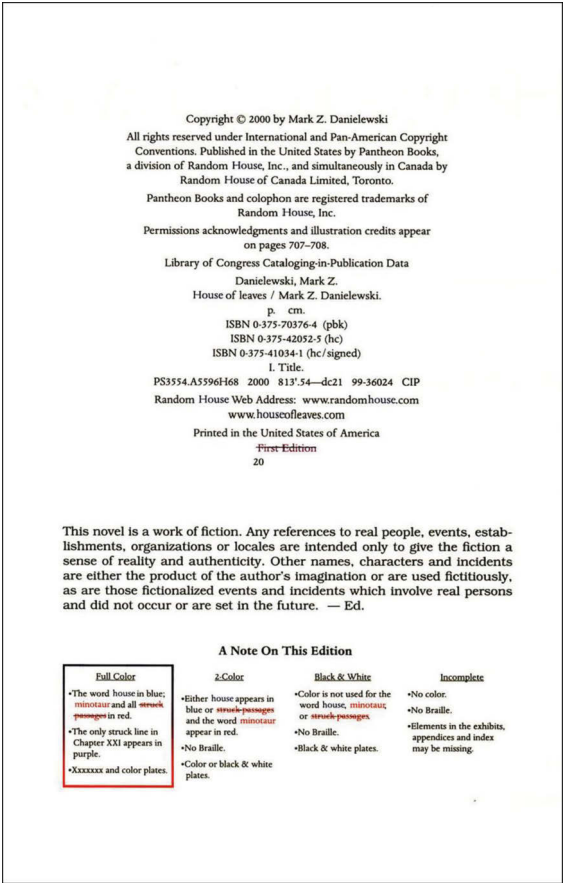 Copyright © 2000 by Mark Z. Danielewski
All rights reserved under International and Pan-American Copyright
Conventions. Published in the United States by Pantheon Books,
a division of Random House, Inc., and simultaneously in Canada by
Random House of Canada Limited, Toronto.
Pantheon Books and colophon are registered trademarks of
Random House, Inc.
Permissions acknowledgments and illustration credits appear
on pages 707–708.
Library of Congress Cataloging-in-Publication Data
Danielewski, Mark Z.
House of leaves / Mark Z. Danielewski.
p. cm.
ISBN 0-375-70376-4 (pbk)
ISBN 0-375-42052-5 (hc)
ISBN 0-375-41034-1 (hc/signed)
I. Title.
PS3554.A5596H68 2000 813'.54—dc21 99-36024 CIP
Random House Web Address: www.randomhouse.com
www.houseofleaves.com
Printed in the United States of America
First Edition
20
This novel is a work of fiction. Any references to real people, events, estab-
lishments, organizations or locales are intended only to give the fiction a
sense of reality and authenticity. Other names, characters and incidents
are either the product of the author's imagination or are used fictitiously,
as are those fictionalized events and incidents which involve real persons
and did not occur or are set in the future. — Ed.
A Note On This Edition
Full Color
•The word house in blue;
minotaur and all struck
passages in red.
•The only struck line in
Chapter XXI appears in
purple.
•Xxxxxxx and color plates.
2-Color
•Either house appears in
blue or struck passages
and the word minotaur
appear in red.
•No Braille.
•Color or black & white
plates.
Black & White
•Color is not used for the
word house, minotaur,
or struck passages.
•No Braille.
•Black & white plates.
Incomplete
•No color.
•No Braille.
•Elements in the exhibits,
appendices and index
may be missing.